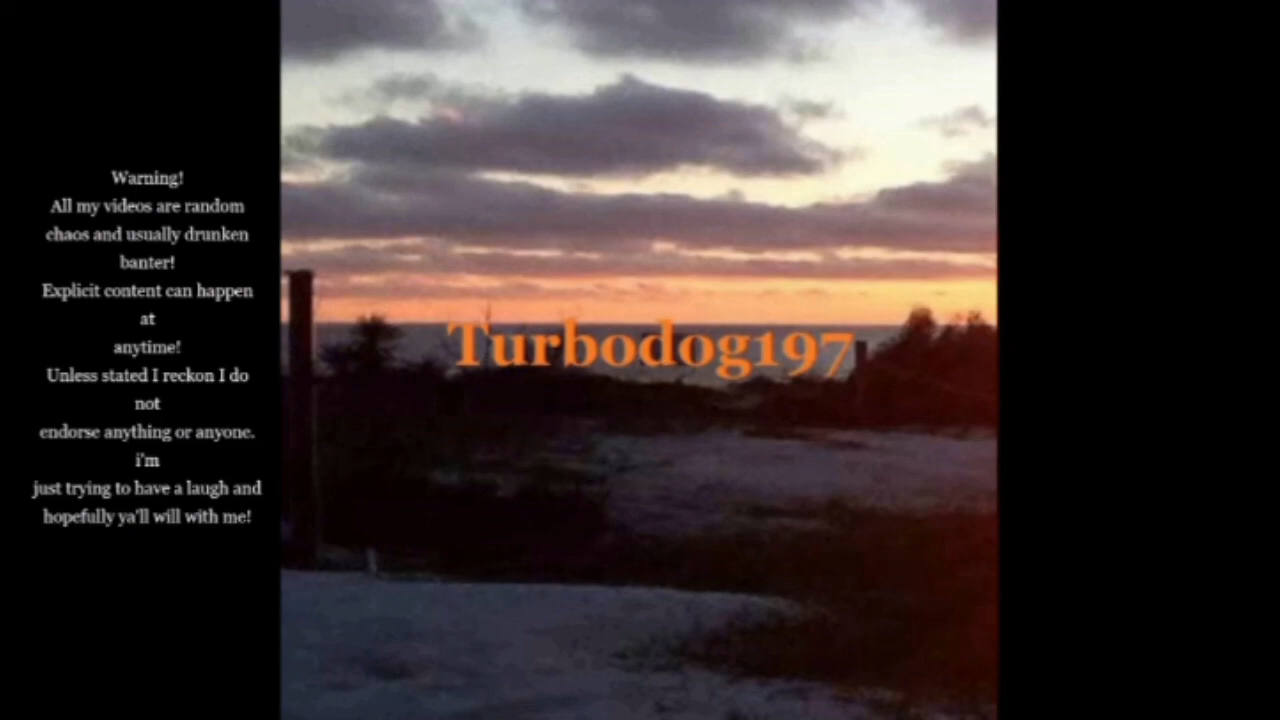 Warning!
All my videos are random
chaos and usually drunken
banter!
Explicit content can happen
at
anytime!
Unless stated I reckon I do
not
endorse anything or anyone.
i'm
just trying to have a laugh and
hopefully ya'll will with me!
Turbodog197